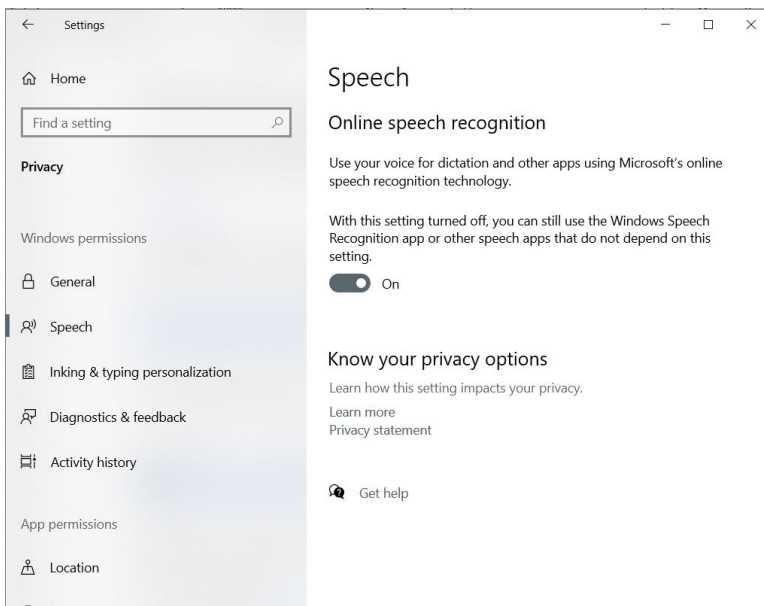 Settings
Home
Find a setting
Privacy
Windows permissions
General
Speech
Inking & typing personalization
Diagnostics & feedback
Activity history
App permissions
Location
Speech
Online speech recognition
Use your voice for dictation and other apps using Microsoft's online
speech recognition technology.
With this setting turned off, you can still use the Windows Speech
Recognition app or other speech apps that do not depend on this
setting.
On
Know your privacy options
Learn how this setting impacts your privacy.
Learn more
Privacy statement
Get help